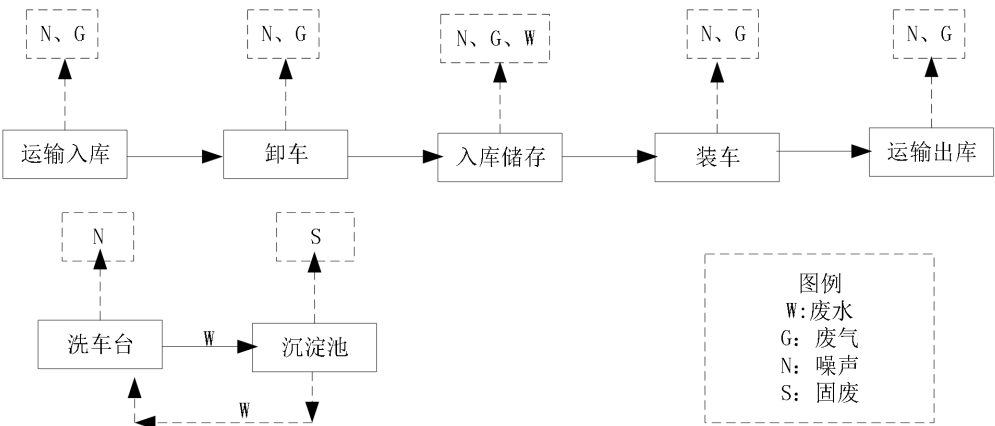 N、G
N、G
N、G、W
N、G
N、G
运输入库
卸车
入库储存
装车
运输出库
N
S
洗车台
W
沉淀池
W
图例
W:废水
G：废气
N：噪声
S：固废